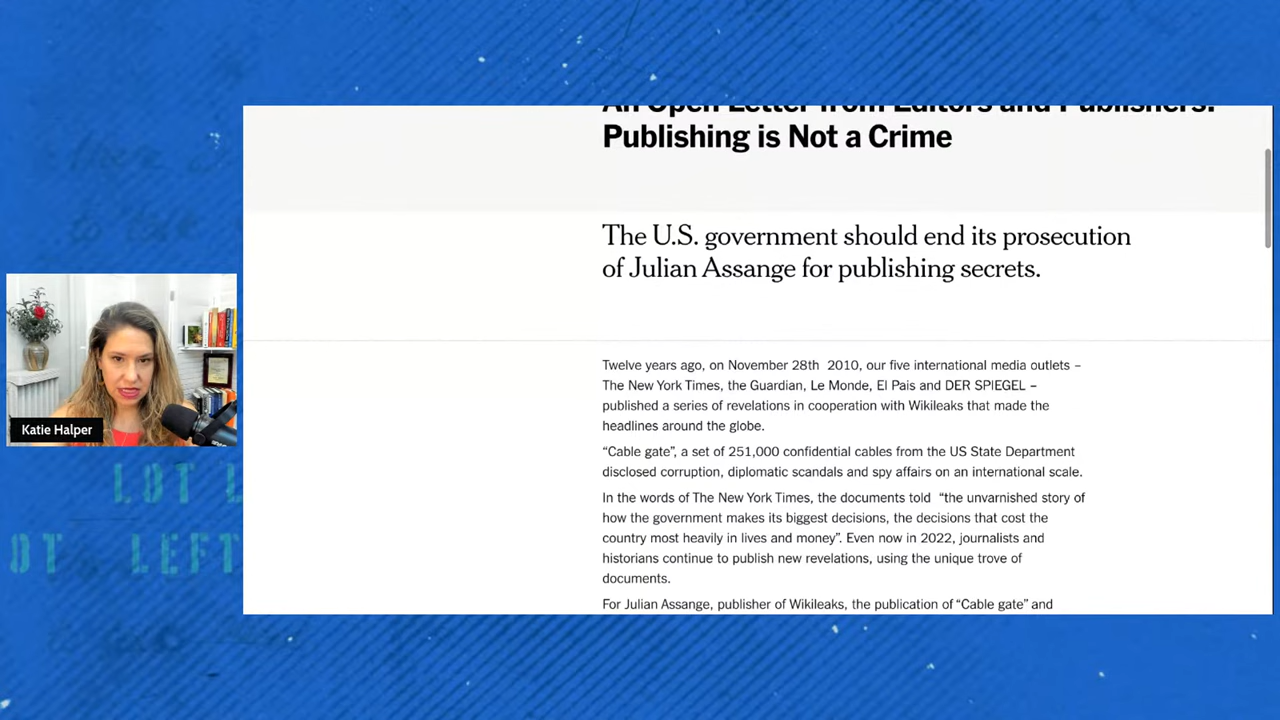 An Open Letter from Editors and Publishers:
Publishing is Not a Crime
The U.S. government should end its prosecution
of Julian Assange for publishing secrets.
Twelve years ago, on November 28th  2010, our five international media outlets –
The New York Times, the Guardian, Le Monde, El Pais and DER SPIEGEL –
published a series of revelations in cooperation with Wikileaks that made the
headlines around the globe.
“Cable gate”, a set of 251,000 confidential cables from the US State Department
disclosed corruption, diplomatic scandals and spy affairs on an international scale.
In the words of The New York Times, the documents told  “the unvarnished story of
how the government makes its biggest decisions, the decisions that cost the
country most heavily in lives and money”. Even now in 2022, journalists and
historians continue to publish new revelations, using the unique trove of
documents.
For Julian Assange, publisher of Wikileaks, the publication of “Cable gate” and
Katie Halper
LOT L
OT LEFT